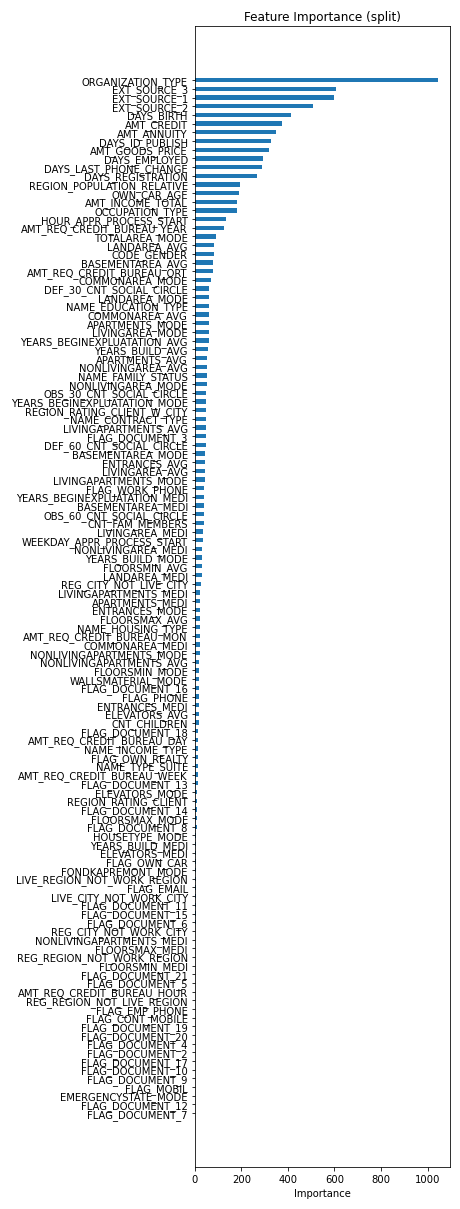 Feature Importance (split)
ORGANIZATION_TYPE
EXT_SOURCE_3
EXT_SOURCE_1
EXT_SOURCE_2
DAYS_BIRTH
AMT_CREDIT
AMT_ANNUITY
DAYS_ID_PUBLISH
AMT_GOODS_PRICE
DAYS_EMPLOYED
DAYS_LAST_PHONE_CHANGE
DAYS_REGISTRATION
REGION_POPULATION_RELATIVE
OWN_CAR_AGE
AMT_INCOME_TOTAL
OCCUPATION_TYPE
HOUR_APPR_PROCESS_START
AMT_REQ_CREDIT_BUREAU_YEAR
TOTALAREA_MODE
LANDAREA_AVG
CODE_GENDER
BASEMENTAREA_AVG
AMT_REQ_CREDIT_BUREAU_QRT
COMMONAREA_MODE
DEF_30_CNT_SOCIAL_CIRCLE
LANDAREA_MODE
NAME_EDUCATION_TYPE
COMMONAREA_AVG
APARTMENTS_MODE
LIVINGAREA_MODE
YEARS_BEGINEXPLUATATION_AVG
YEARS_BUILD_AVG
APARTMENTS_AVG
NONLIVINGAREA_AVG
NAME_FAMILY_STATUS
NONLIVINGAREA_MODE
OBS_30_CNT_SOCIAL_CIRCLE
YEARS_BEGINEXPLUATATION_MODE
REGION_RATING_CLIENT_W_CITY
NAME_CONTRACT_TYPE
LIVINGAPARTMENTS_AVG
FLAG_DOCUMENT_3
DEF_60_CNT_SOCIAL_CIRCLE
BASEMENTAREA_MODE
ENTRANCES_AVG
LIVINGAREA_AVG
LIVINGAPARTMENTS_MODE
FLAG_WORK_PHONE
YEARS_BEGINEXPLUATATION_MEDI
BASEMENTAREA_MEDI
OBS_60_CNT_SOCIAL_CIRCLE
CNT_FAM_MEMBERS
LIVINGAREA_MEDI
WEEKDAY_APPR_PROCESS_START
NONLIVINGAREA_MEDI
YEARS_BUILD_MODE
FLOORSMIN_AVG
LANDAREA_MEDI
REG_CITY_NOT_LIVE_CITY
LIVINGAPARTMENTS_MEDI
APARTMENTS_MEDI
ENTRANCES_MODE
FLOORSMAX_AVG
NAME_HOUSING_TYPE
AMT_REQ_CREDIT_BUREAU_MON
COMMONAREA_MEDI
NONLIVINGAPARTMENTS_MODE
NONLIVINGAPARTMENTS_AVG
FLOORSMIN_MODE
WALLSMATERIAL_MODE
FLAG_DOCUMENT_16
FLAG_PHONE
ENTRANCES_MEDI
ELEVATORS_AVG
CNT_CHILDREN
FLAG_DOCUMENT_18
AMT_REQ_CREDIT_BUREAU_DAY
NAME_INCOME_TYPE
FLAG_OWN_REALTY
NAME_TYPE_SUITE
AMT_REQ_CREDIT_BUREAU_WEEK
FLAG_DOCUMENT_13
ELEVATORS_MODE
REGION_RATING_CLIENT
FLAG_DOCUMENT_14
FLOORSMAX_MODE
FLAG_DOCUMENT_8
HOUSETYPE_MODE
YEARS_BUILD_MEDI
ELEVATORS_MEDI
FLAG_OWN_CAR
FONDKAPREMONT_MODE
LIVE_REGION_NOT_WORK_REGION
FLAG_EMAIL
LIVE_CITY_NOT_WORK_CITY
FLAG_DOCUMENT_11
FLAG_DOCUMENT_15
FLAG_DOCUMENT_6
REG_CITY_NOT_WORK_CITY
NONLIVINGAPARTMENTS_MEDI
FLOORSMAX_MEDI
REG_REGION_NOT_WORK_REGION
FLOORSMIN_MEDI
FLAG_DOCUMENT_21
FLAG_DOCUMENT_5
AMT_REQ_CREDIT_BUREAU_HOUR
REG_REGION_NOT_LIVE_REGION
FLAG_EMP_PHONE
FLAG_CONT_MOBILE
FLAG_DOCUMENT_19
FLAG_DOCUMENT_20
FLAG_DOCUMENT_4
FLAG_DOCUMENT_2
FLAG_DOCUMENT_17
FLAG_DOCUMENT_10
FLAG_DOCUMENT_9
FLAG_MOBIL
EMERGENCYSTATE_MODE
FLAG_DOCUMENT_12
FLAG_DOCUMENT_7
0 200 400 600 800 1000
Importance